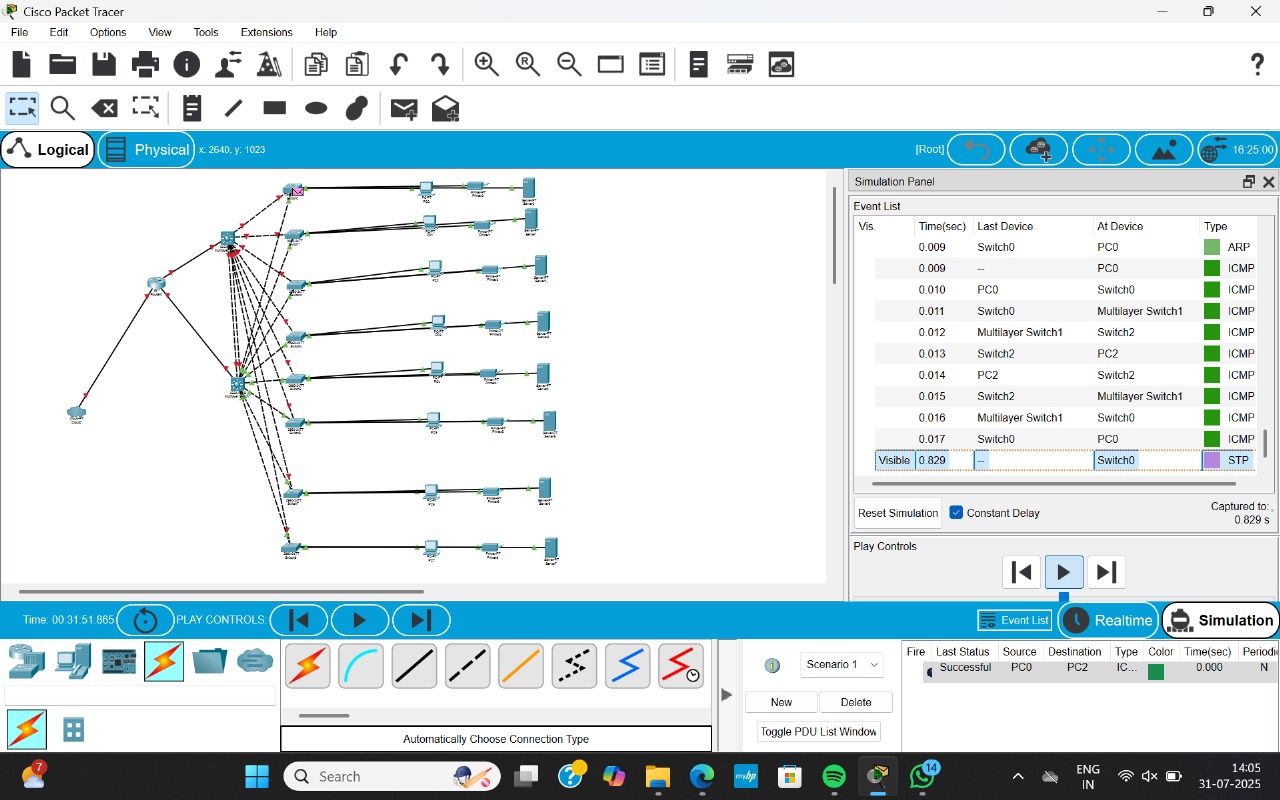 Cisco Packet Tracer
File Edit Options View Tools Extensions Help
Logical Physical x: 2640, y: 1023 [Root] 16:25:00
Simulation Panel
Event List
Vis. Time(sec) Last Device At Device Type
0.009 Switch0 PC0 ARP
0.009 -- PC0 ICMP
0.010 PC0 Switch0 ICMP
0.011 Switch0 Multilayer Switch1 ICMP
0.012 Multilayer Switch1 Switch2 ICMP
0.013 Switch2 PC2 ICMP
0.014 PC2 Switch2 ICMP
0.015 Switch2 Multilayer Switch1 ICMP
0.016 Multilayer Switch1 Switch0 ICMP
0.017 Switch0 PC0 ICMP
Visible 0.829 -- Switch0 STP
Reset Simulation Constant Delay Captured to:
0.829 s
Play Controls
Time: 00:31:51.865 PLAY CONTROLS: Event List Realtime Simulation
Scenario 1
New Delete
Toggle PDU List Window
Automatically Choose Connection Type
Fire Last Status Source Destination Type Color Time(sec) Periodic
Successful PC0 PC2 IC... 0.000 N
7
Search
myhp
14
ENG
IN
14:05
31-07-2025